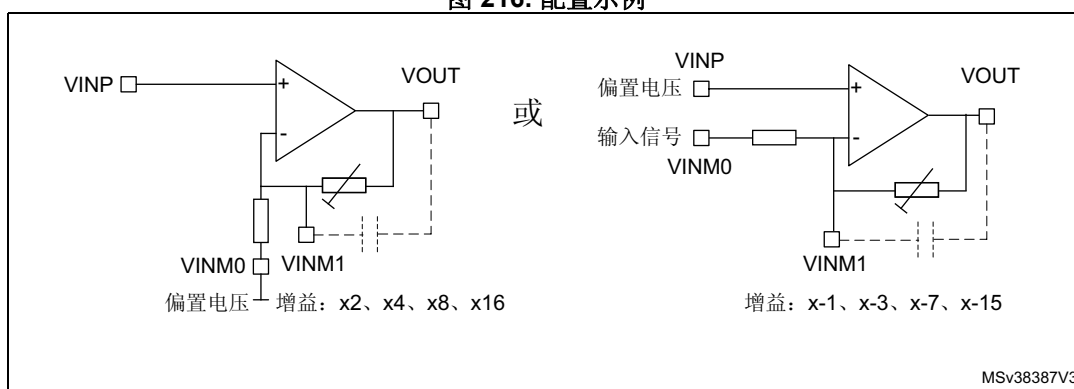 图 216. 配置示例
VINP
+
-
VOUT
VINM0
VINM1
偏置电压
增益：x2、x4、x8、x16
或
VINP
偏置电压
输入信号
VINM0
+
-
VOUT
VINM1
增益：x-1、x-3、x-7、x-15
MSv38387V3